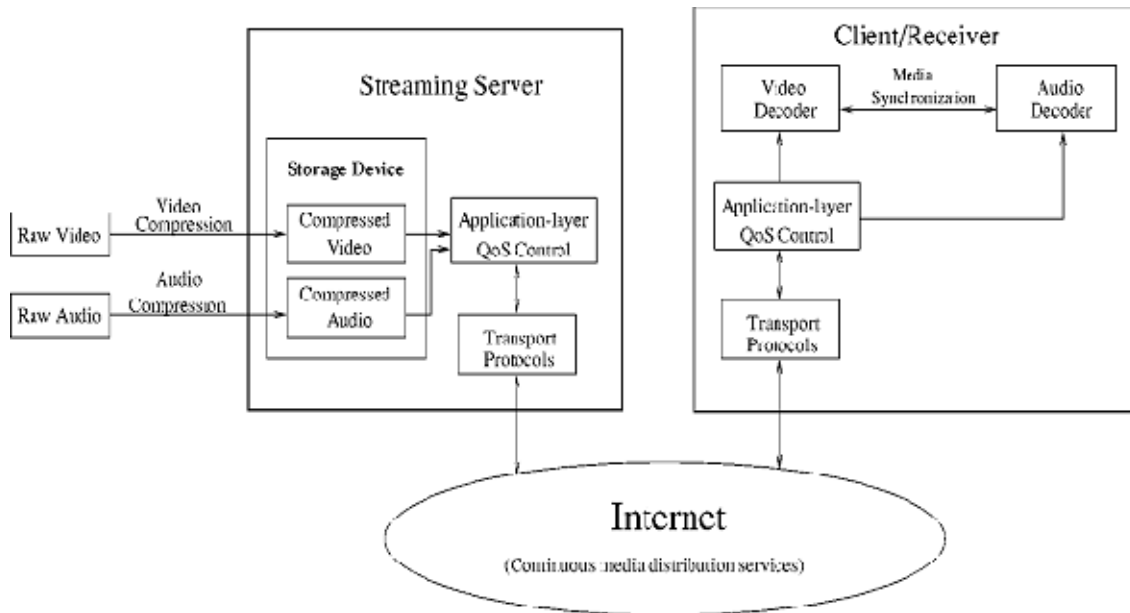 Streaming Server
Storage Device
Raw Video
Video
Compression
Compressed
Video
Application-layer
QoS Control
Raw Audio
Audio
Compression
Compressed
Audio
Transport
Protocols
Client/Receiver
Video
Decoder
Media
Synchronization
Audio
Decoder
Application-layer
QoS Control
Transport
Protocols
Internet
(Continuous media distribution services)